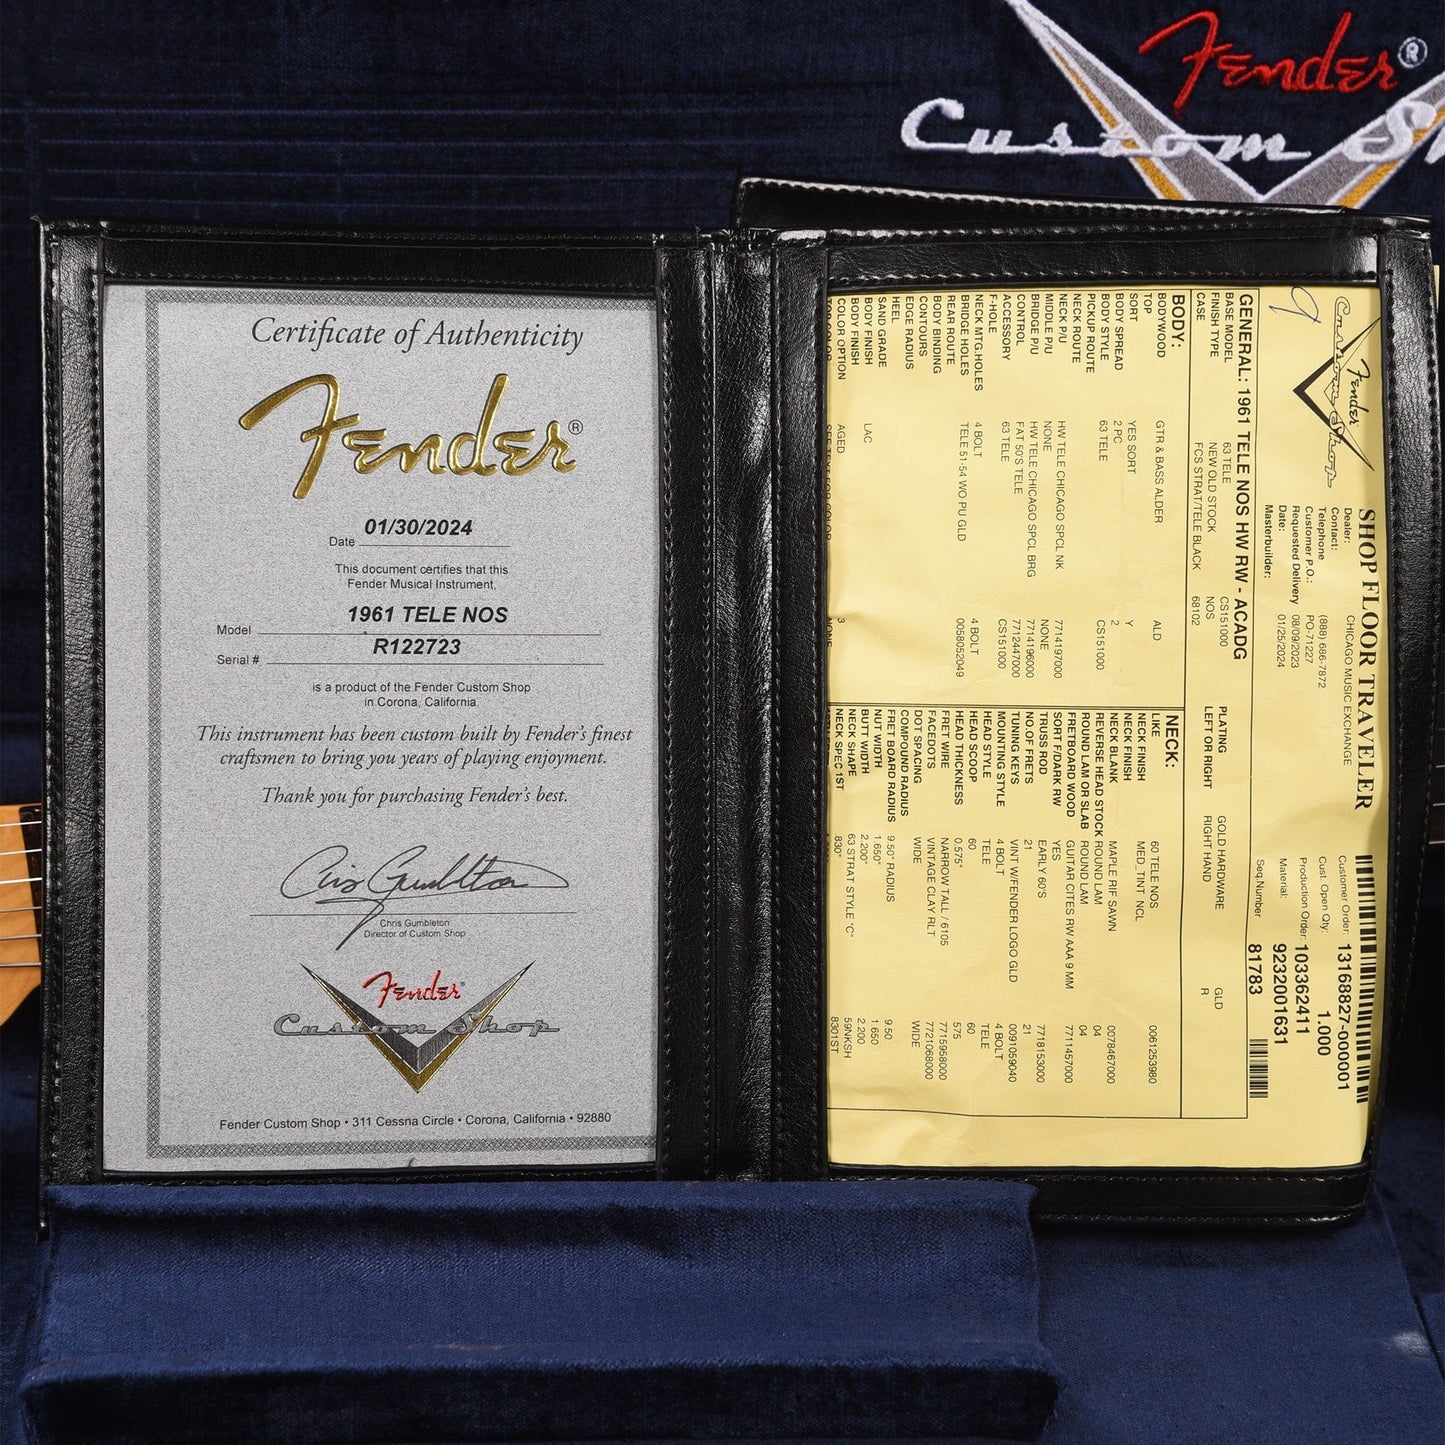 Fender®
Custom Sh
Certificate of Authenticity
Fender®
Date 01/30/2024
This document certifies that this
Fender Musical Instrument,
Model 1961 TELE NOS
Serial # R122723
is a product of the Fender Custom Shop
in Corona, California.
This instrument has been custom built by Fender's finest
craftsmen to bring you years of playing enjoyment.
Thank you for purchasing Fender's best.
Cris Gumbleton
Chris Gumbleton
Director of Custom Shop
Fender
Custom Shop
Fender Custom Shop • 311 Cessna Circle • Corona, California • 92880
Fender
Custom Shop
SHOP FLOOR TRAVELER
Dealer: CHICAGO MUSIC EXCHANGE
Contact:
Telephone (888) 686-7872
Customer P.O.: PO-71227
Requested Delivery 08/09/2023
Date: 01/25/2024
Masterbuilder:
Customer Order: 13168827-000001
Cust. Open Qty: 1.000
Production Order: 103362411
Material: 9232001631
Seq.Number 81783
GENERAL: 1961 TELE NOS HW RW - ACADG
BASE MODEL 63 TELE CS151000
FINISH TYPE NEW OLD STOCK NOS
CASE FCS STRAT/TELE BLACK 68102
PLATING GOLD HARDWARE GLD
LEFT OR RIGHT RIGHT HAND R
BODY:
BODYWOOD GTR & BASS ALDER ALD
TOP
SORT YES SORT Y
BODY SPREAD 2 PC 2
BODY STYLE 63 TELE CS151000
PICKUP ROUTE
NECK ROUTE
NECK P/U HW TELE CHICAGO SPCL NK 7714197000
MIDDLE P/U NONE NONE
BRIDGE P/U HW TELE CHICAGO SPCL BRG 7714196000
CONTROL FAT 50'S TELE 7712447000
ACCESSORY 63 TELE CS151000
F-HOLE
NECK MTG.HOLES 4 BOLT 4 BOLT
BRIDGE HOLES TELE 51-54 WO PU GLD 0058052049
REAR ROUTE
BODY BINDING
CONTOURS
EDGE RADIUS
HEEL
SAND GRADE
BODY FINISH LAC
BODY FINISH
COLOR OPTION AGED 3
NECK:
LIKE 60 TELE NOS 0061253980
NECK FINISH MED. TINT NCL
NECK FINISH
NECK BLANK MAPLE RIF SAWN 0078467000
REVERSE HEAD STOCK ROUND LAM 04
ROUND LAM OR SLAB ROUND LAM 04
FRETBOARD WOOD GUITAR CITES RW AAA 9 MM 7711457000
SORT F/DARK RW YES
TRUSS ROD EARLY 60'S 7718153000
NO.OF FRETS 21 21
TUNING KEYS VINT W/FENDER LOGO GLD 0091059040
MOUNTING STYLE 4 BOLT 4 BOLT
HEAD STYLE TELE TELE
HEAD SCOOP 60 60
HEAD THICKNESS 0.575" 575
FRET WIRE NARROW TALL / 6105 7715958000
FACEDOTS VINTAGE CLAY RLT 7721068000
DOT SPACING WIDE WIDE
COMPOUND RADIUS
FRET BOARD RADIUS 9.50" RADIUS 9.50
NUT WIDTH 1.650" 1.650
BUTT WIDTH 2.200" 2.200
NECK SHAPE 63 STRAT STYLE "C" 59NKSH
NECK SPEC 1ST .830" 8301ST